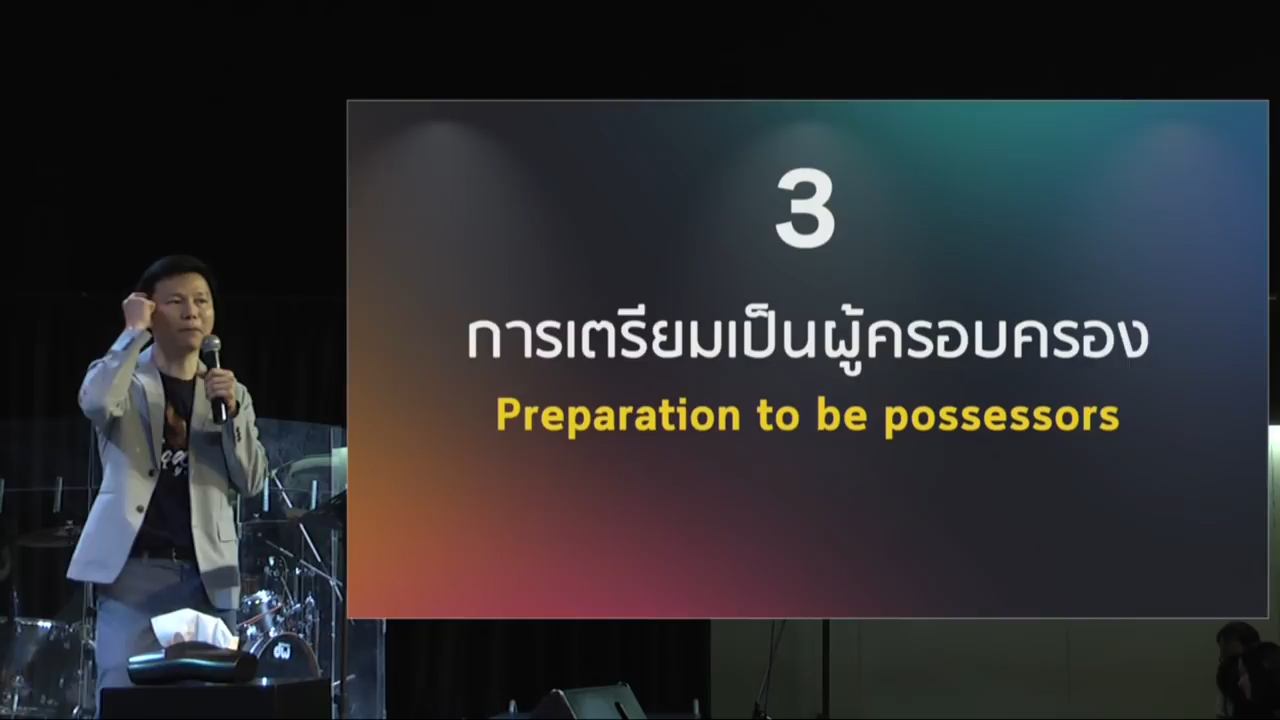 3
การเตรียมเป็นผู้ครอบครอง
Preparation to be possessors
dw